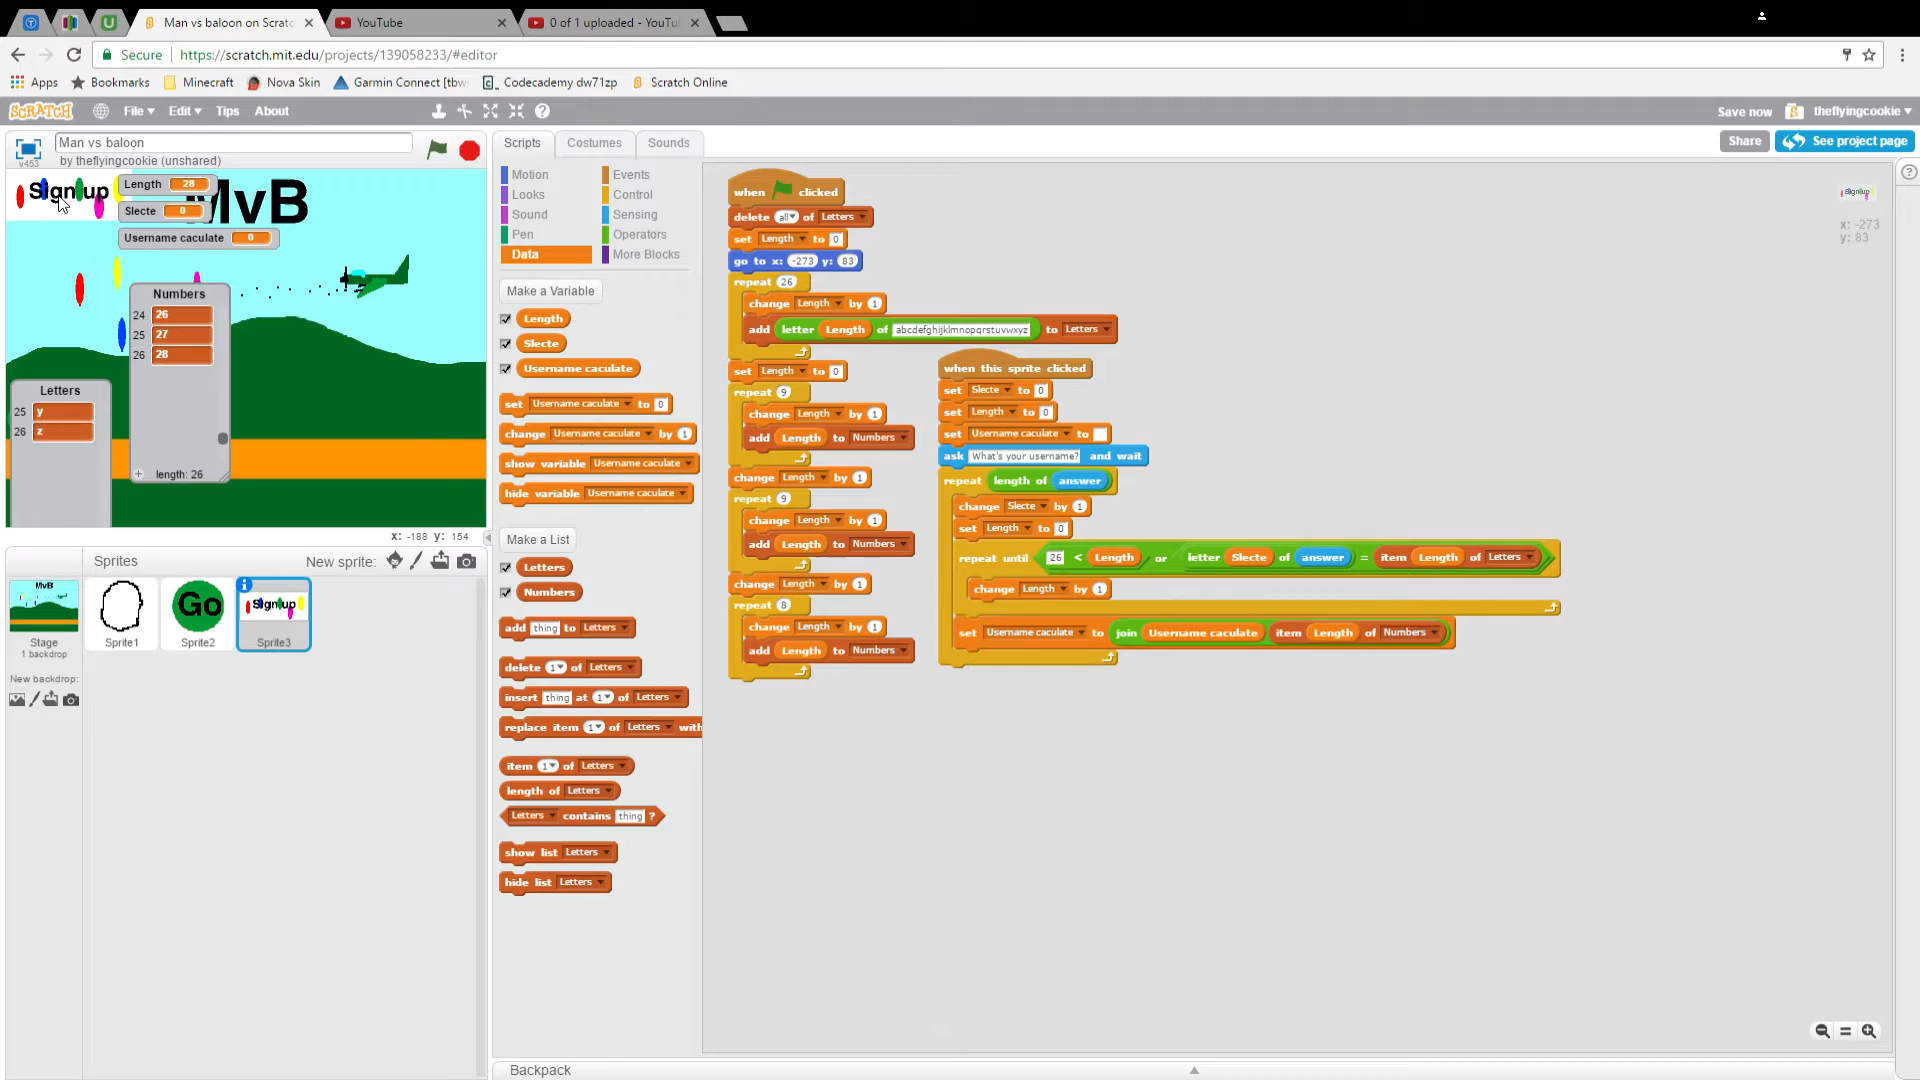 Man vs baloon on Scratc
YouTube
0 of 1 uploaded - YouTu
Secure
https://scratch.mit.edu/projects/139058233/#editor
Apps
Bookmarks
Minecraft
Nova Skin
Garmin Connect [tbw
Codecademy dw71zp
Scratch Online
SCRATCH
File
Edit
Tips
About
Save now
theflyingcookie
v453
Man vs baloon
by theflyingcookie (unshared)
Share
See project page
Sign up
MvB
Length 28
Slecte 0
Username caculate 0
Numbers
24 26
25 27
26 28
length: 26
Letters
25 y
26 z
x: -188 y: 154
Sprites
New sprite:
MvB
Stage
1 backdrop
New backdrop:
Sprite1
Go
Sprite2
Sign up
Sprite3
Scripts
Costumes
Sounds
Motion
Looks
Sound
Pen
Data
Events
Control
Sensing
Operators
More Blocks
Make a Variable
Length
Slecte
Username caculate
set Username caculate to 0
change Username caculate by 1
show variable Username caculate
hide variable Username caculate
Make a List
Letters
Numbers
add thing to Letters
delete 1 of Letters
insert thing at 1 of Letters
replace item 1 of Letters with
item 1 of Letters
length of Letters
Letters contains thing ?
show list Letters
hide list Letters
when clicked
delete all of Letters
set Length to 0
go to x: -273 y: 83
repeat 26
change Length by 1
add letter Length of abcdefghijklmnopqrstuvwxyz to Letters
set Length to 0
repeat 9
change Length by 1
add Length to Numbers
change Length by 1
repeat 9
change Length by 1
add Length to Numbers
change Length by 1
repeat 8
change Length by 1
add Length to Numbers
when this sprite clicked
set Slecte to 0
set Length to 0
set Username caculate to
ask What's your username? and wait
repeat length of answer
change Slecte by 1
set Length to 0
repeat until 26 < Length or letter Slecte of answer = item Length of Letters
change Length by 1
set Username caculate to join Username caculate item Length of Numbers
Sign up
x: -273
y: 83
Backpack